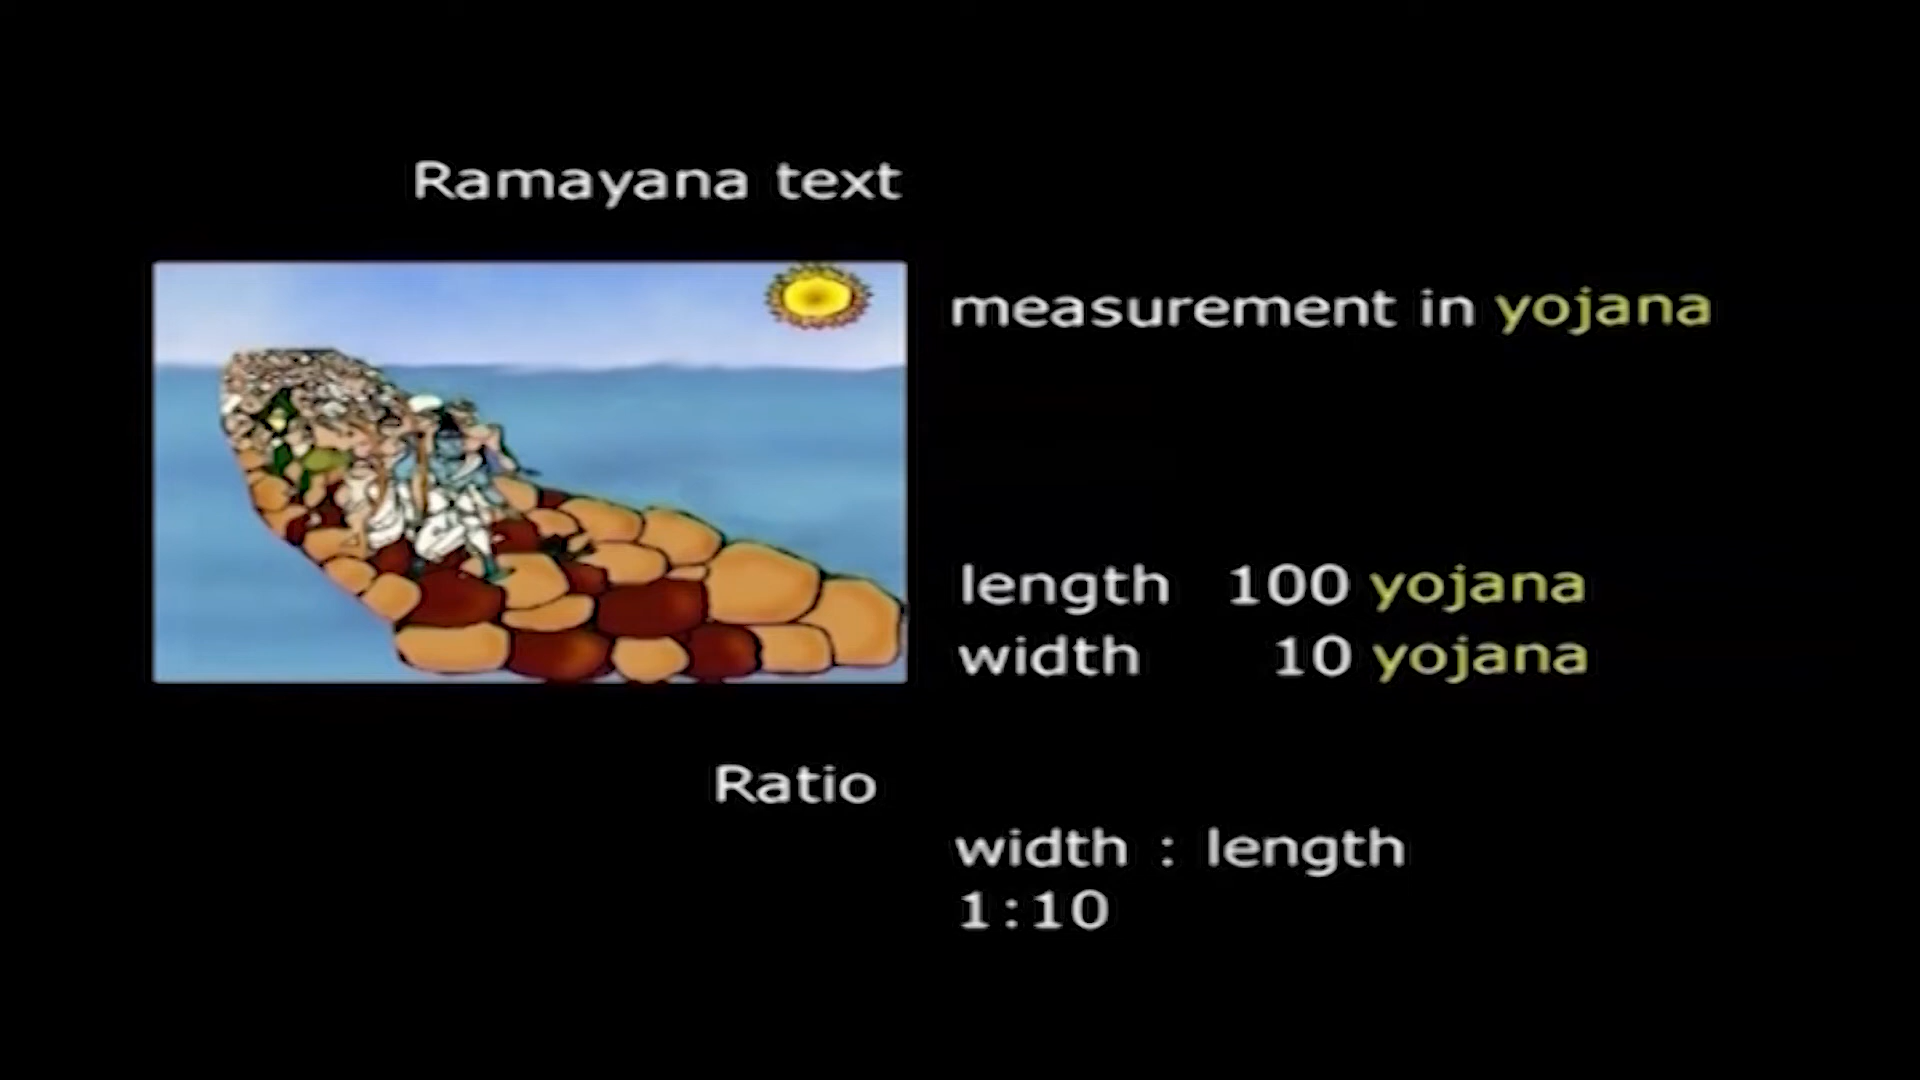 Ramayana text
measurement in yojana
length 100 yojana
width 10 yojana
Ratio
width : length
1:10